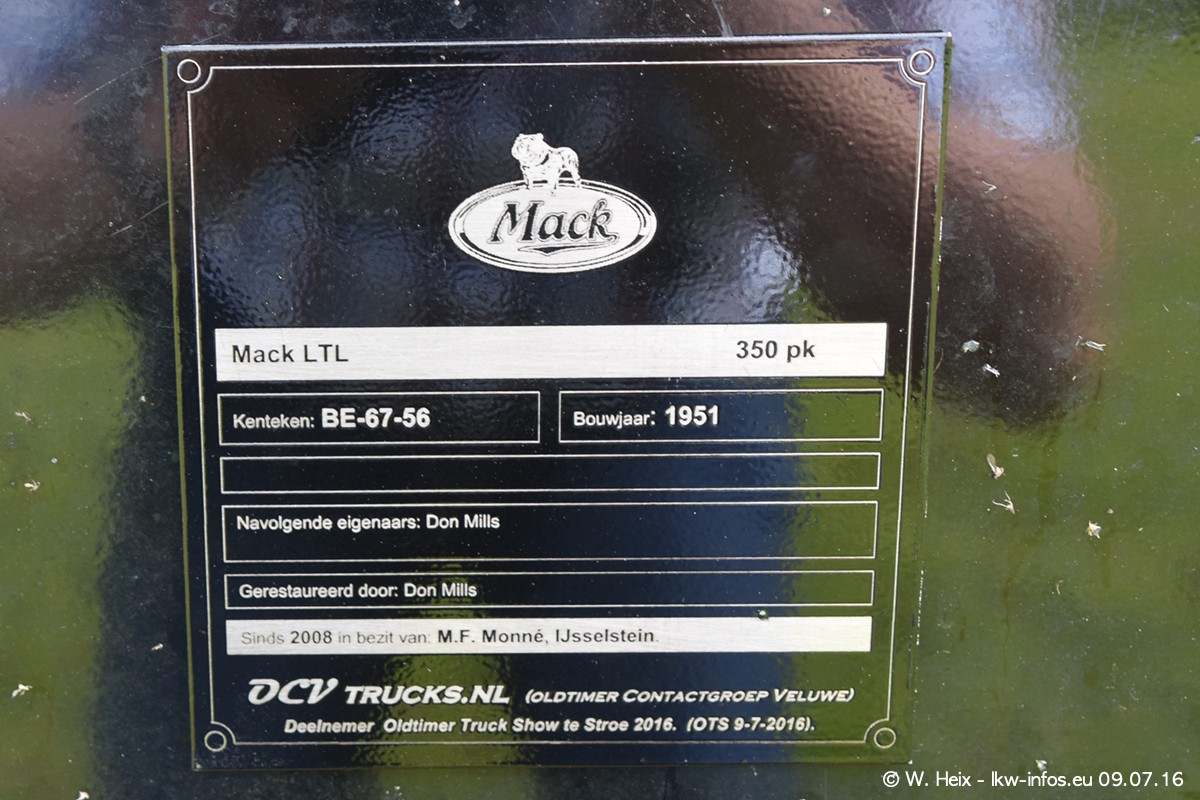 Mack
Mack LTL 350 pk
Kenteken: BE-67-56 Bouwjaar: 1951
Navolgende eigenaars: Don Mills
Gerestaureerd door: Don Mills
Sinds 2008 in bezit van: M.F. Monné, IJsselstein.
OCV TRUCKS.NL (OLDTIMER CONTACTGROEP VELUWE)
Deelnemer Oldtimer Truck Show te Stroe 2016. (OTS 9-7-2016).
© W. Heix - lkw-infos.eu 09.07.16